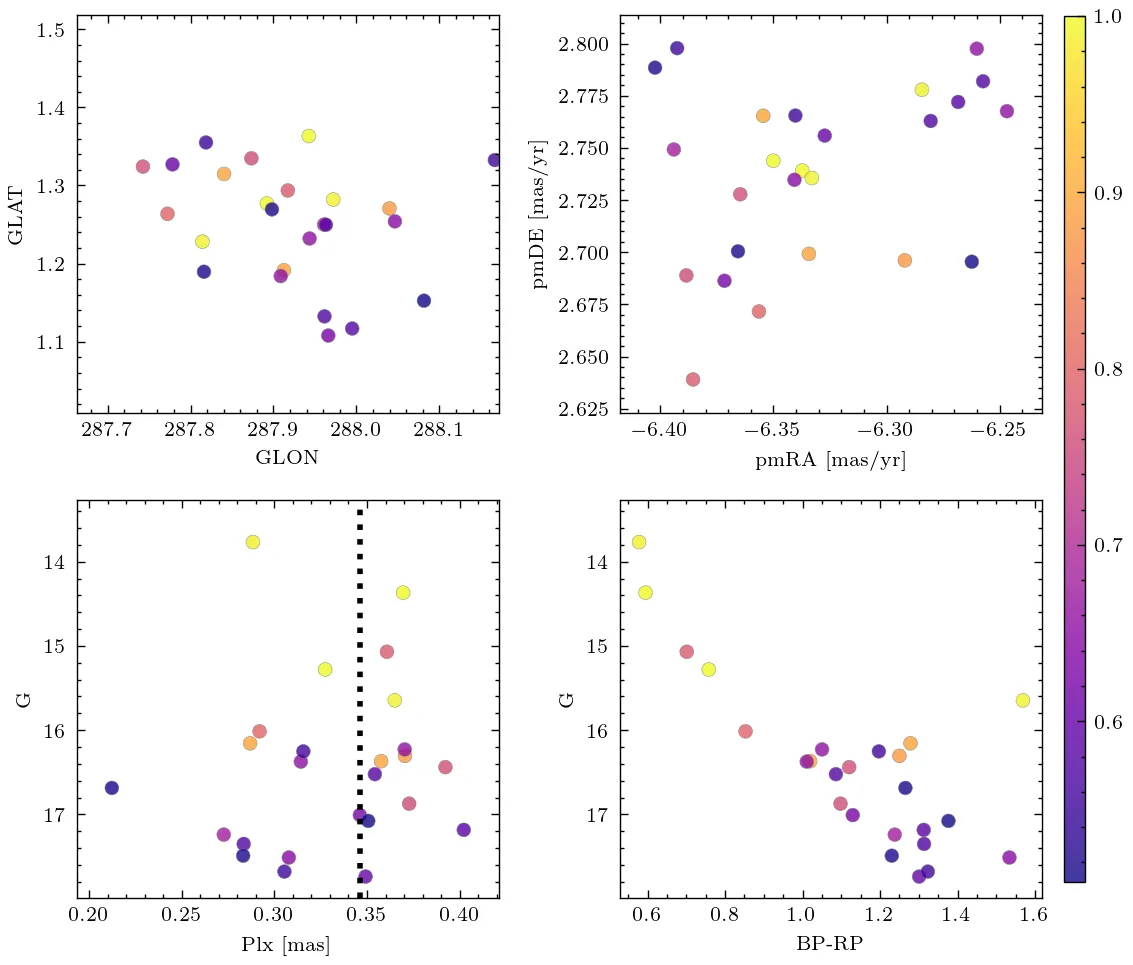 1.5
1.4
1.3
1.2
1.1
GLAT
287.7 287.8 287.9 288.0 288.1
GLON
2.800
2.775
2.750
2.725
2.700
2.675
2.650
2.625
pmDE [mas/yr]
−6.40 −6.35 −6.30 −6.25
pmRA [mas/yr]
14
15
16
17
G
0.20 0.25 0.30 0.35 0.40
Plx [mas]
14
15
16
17
G
0.6 0.8 1.0 1.2 1.4 1.6
BP-RP
1.0
0.9
0.8
0.7
0.6